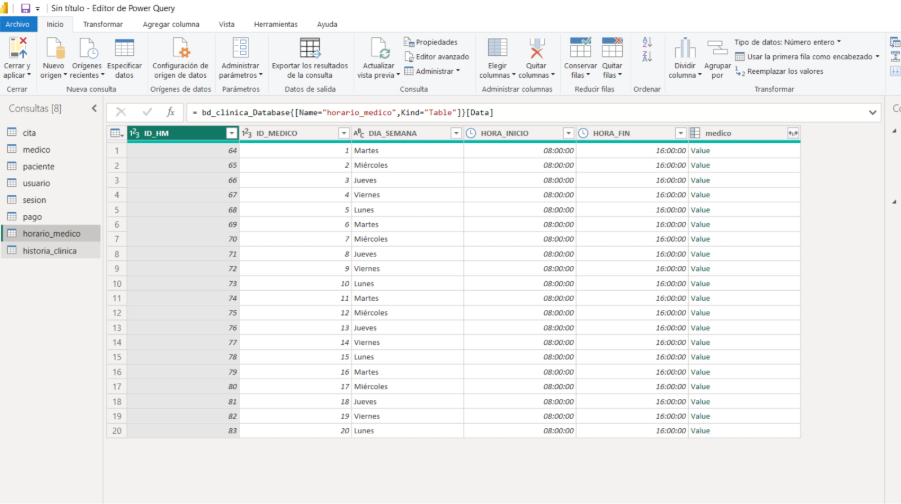 Sin título - Editor de Power Query
Archivo Inicio Transformar Agregar columna Vista Herramientas Ayuda
Cerrar y aplicar
Nuevo origen
Orígenes recientes
Especificar datos
Configuración de origen de datos
Administrar parámetros
Exportar los resultados de la consulta
Actualizar vista previa
Propiedades
Editor avanzado
Administrar
Elegir columnas
Quitar columnas
Conservar filas
Quitar filas
Dividir columna
Agrupar por
Tipo de datos: Número entero
Usar la primera fila como encabezado
Reemplazar los valores
Cerrar Nueva consulta Orígenes de datos Parámetros Datos de salida Consulta Administrar columnas Reducir filas Ordenar Transformar
Consultas [8]
cita
medico
paciente
usuario
sesion
pago
horario_medico
historia_clinica
fx = bd_clinica_Database{[Name="horario_medico",Kind="Table"]}[Data]
ID_HM ID_MEDICO DIA_SEMANA HORA_INICIO HORA_FIN medico
1 64 1 Martes 08:00:00 16:00:00 Value
2 65 2 Miércoles 08:00:00 16:00:00 Value
3 66 3 Jueves 08:00:00 16:00:00 Value
4 67 4 Viernes 08:00:00 16:00:00 Value
5 68 5 Lunes 08:00:00 16:00:00 Value
6 69 6 Martes 08:00:00 16:00:00 Value
7 70 7 Miércoles 08:00:00 16:00:00 Value
8 71 8 Jueves 08:00:00 16:00:00 Value
9 72 9 Viernes 08:00:00 16:00:00 Value
10 73 10 Lunes 08:00:00 16:00:00 Value
11 74 11 Martes 08:00:00 16:00:00 Value
12 75 12 Miércoles 08:00:00 16:00:00 Value
13 76 13 Jueves 08:00:00 16:00:00 Value
14 77 14 Viernes 08:00:00 16:00:00 Value
15 78 15 Lunes 08:00:00 16:00:00 Value
16 79 16 Martes 08:00:00 16:00:00 Value
17 80 17 Miércoles 08:00:00 16:00:00 Value
18 81 18 Jueves 08:00:00 16:00:00 Value
19 82 19 Viernes 08:00:00 16:00:00 Value
20 83 20 Lunes 08:00:00 16:00:00 Value